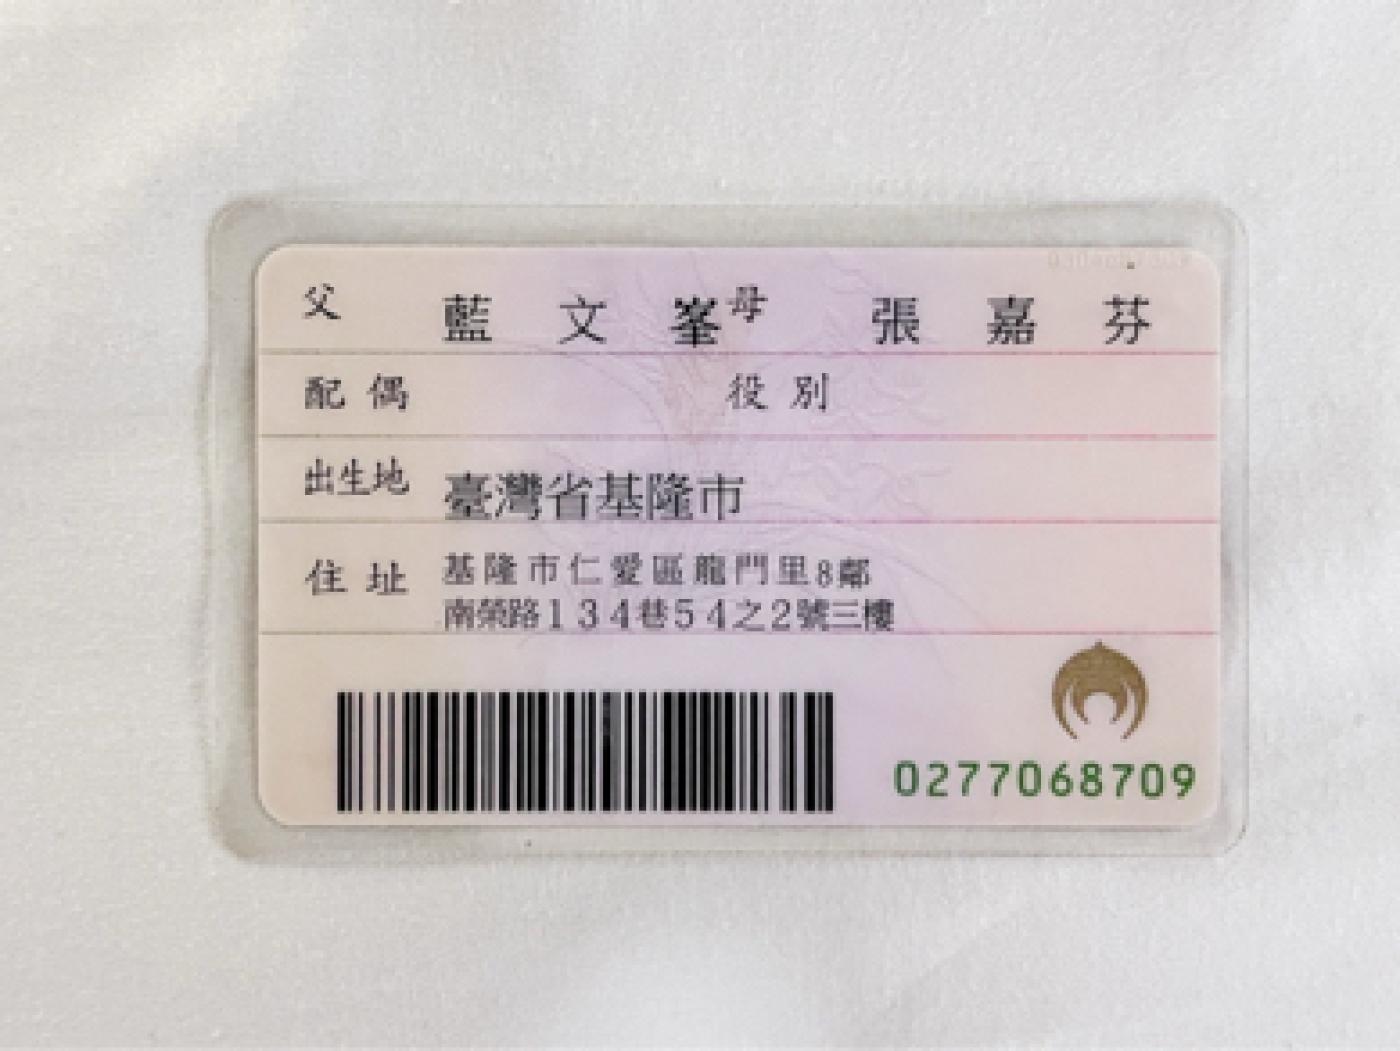 父 藍文峯 母 張嘉芬
配偶 役別
出生地 臺灣省基隆市
住址 基隆市仁愛區龍門里8鄰
南榮路134巷54之2號三樓
0277068709